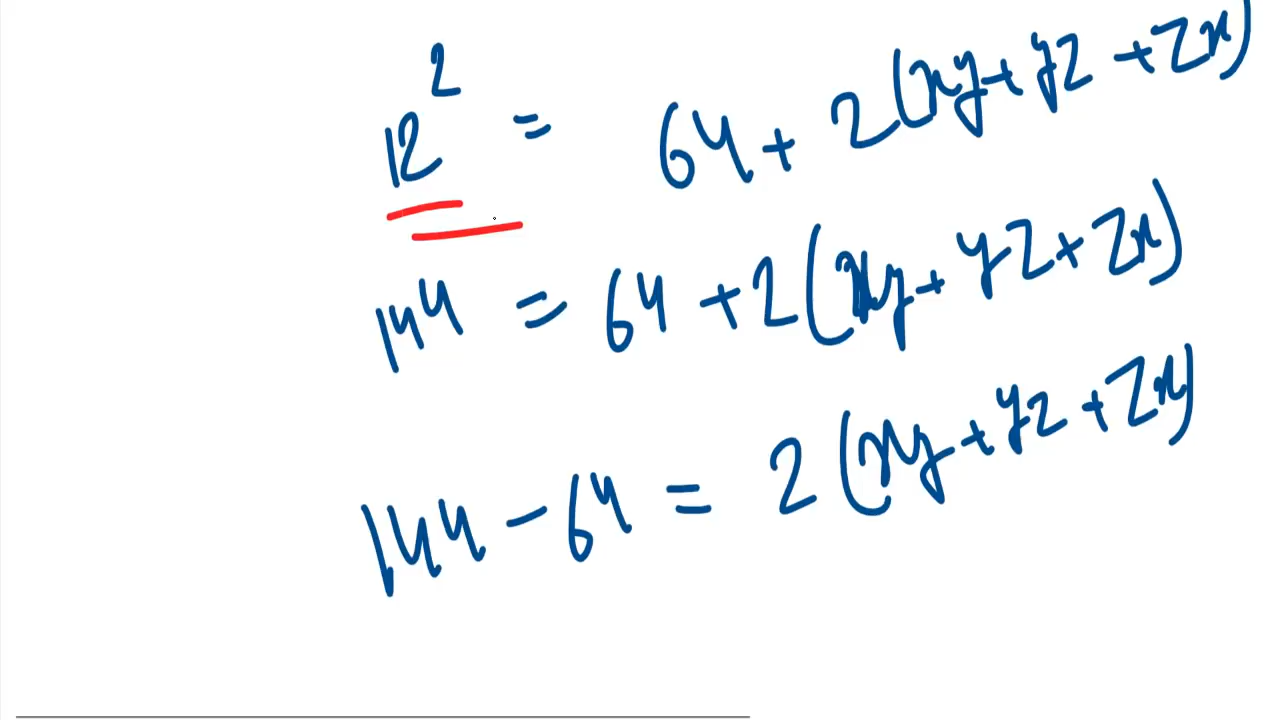 12² = 64 + 2(xy + yz + zx)
144 = 64 + 2(xy + yz + zx)
144 - 64 = 2(xy + yz + zx)